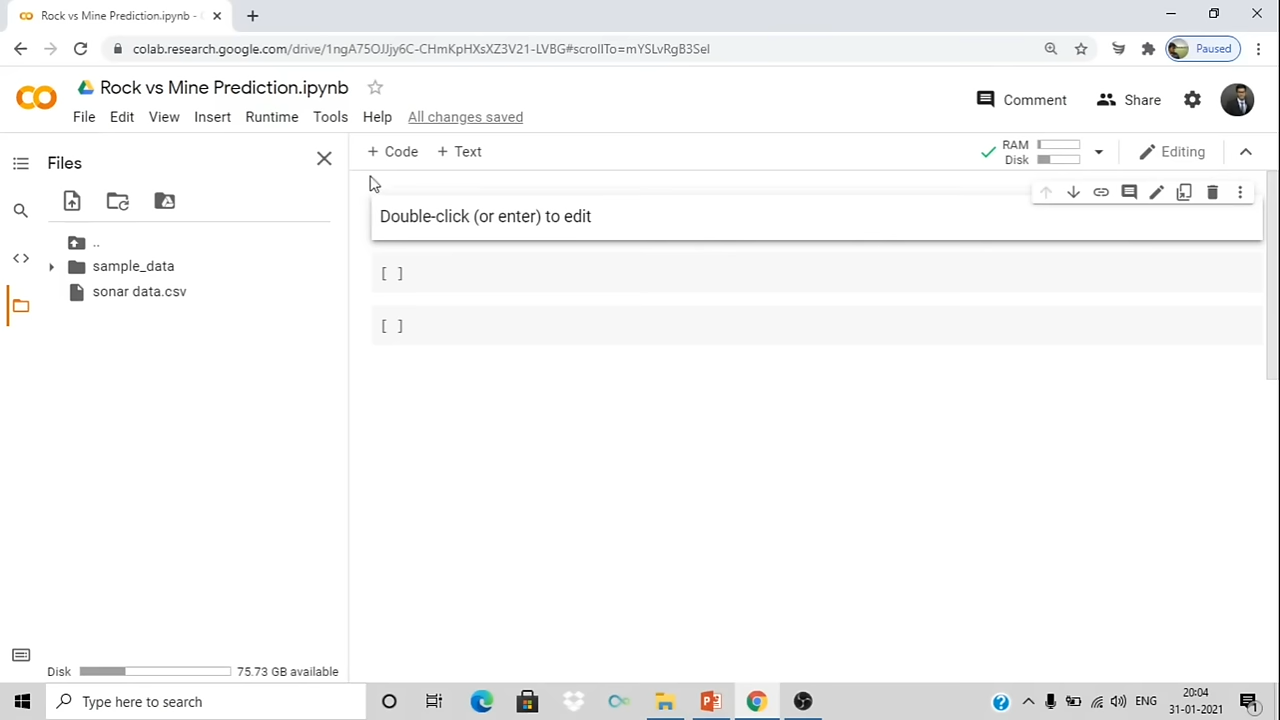 Rock vs Mine Prediction.ipynb -
colab.research.google.com/drive/1ngA75OJJjy6C-CHmKpHXsXZ3V21-LVBG#scrollTo=mYSLvRgB3SeI
Paused
Rock vs Mine Prediction.ipynb
File Edit View Insert Runtime Tools Help All changes saved
Comment Share
Files
+ Code + Text
RAM
Disk
Editing
..
sample_data
sonar data.csv
Double-click (or enter) to edit
[ ]
[ ]
Disk 75.73 GB available
Type here to search
ENG
20:04
31-01-2021
1